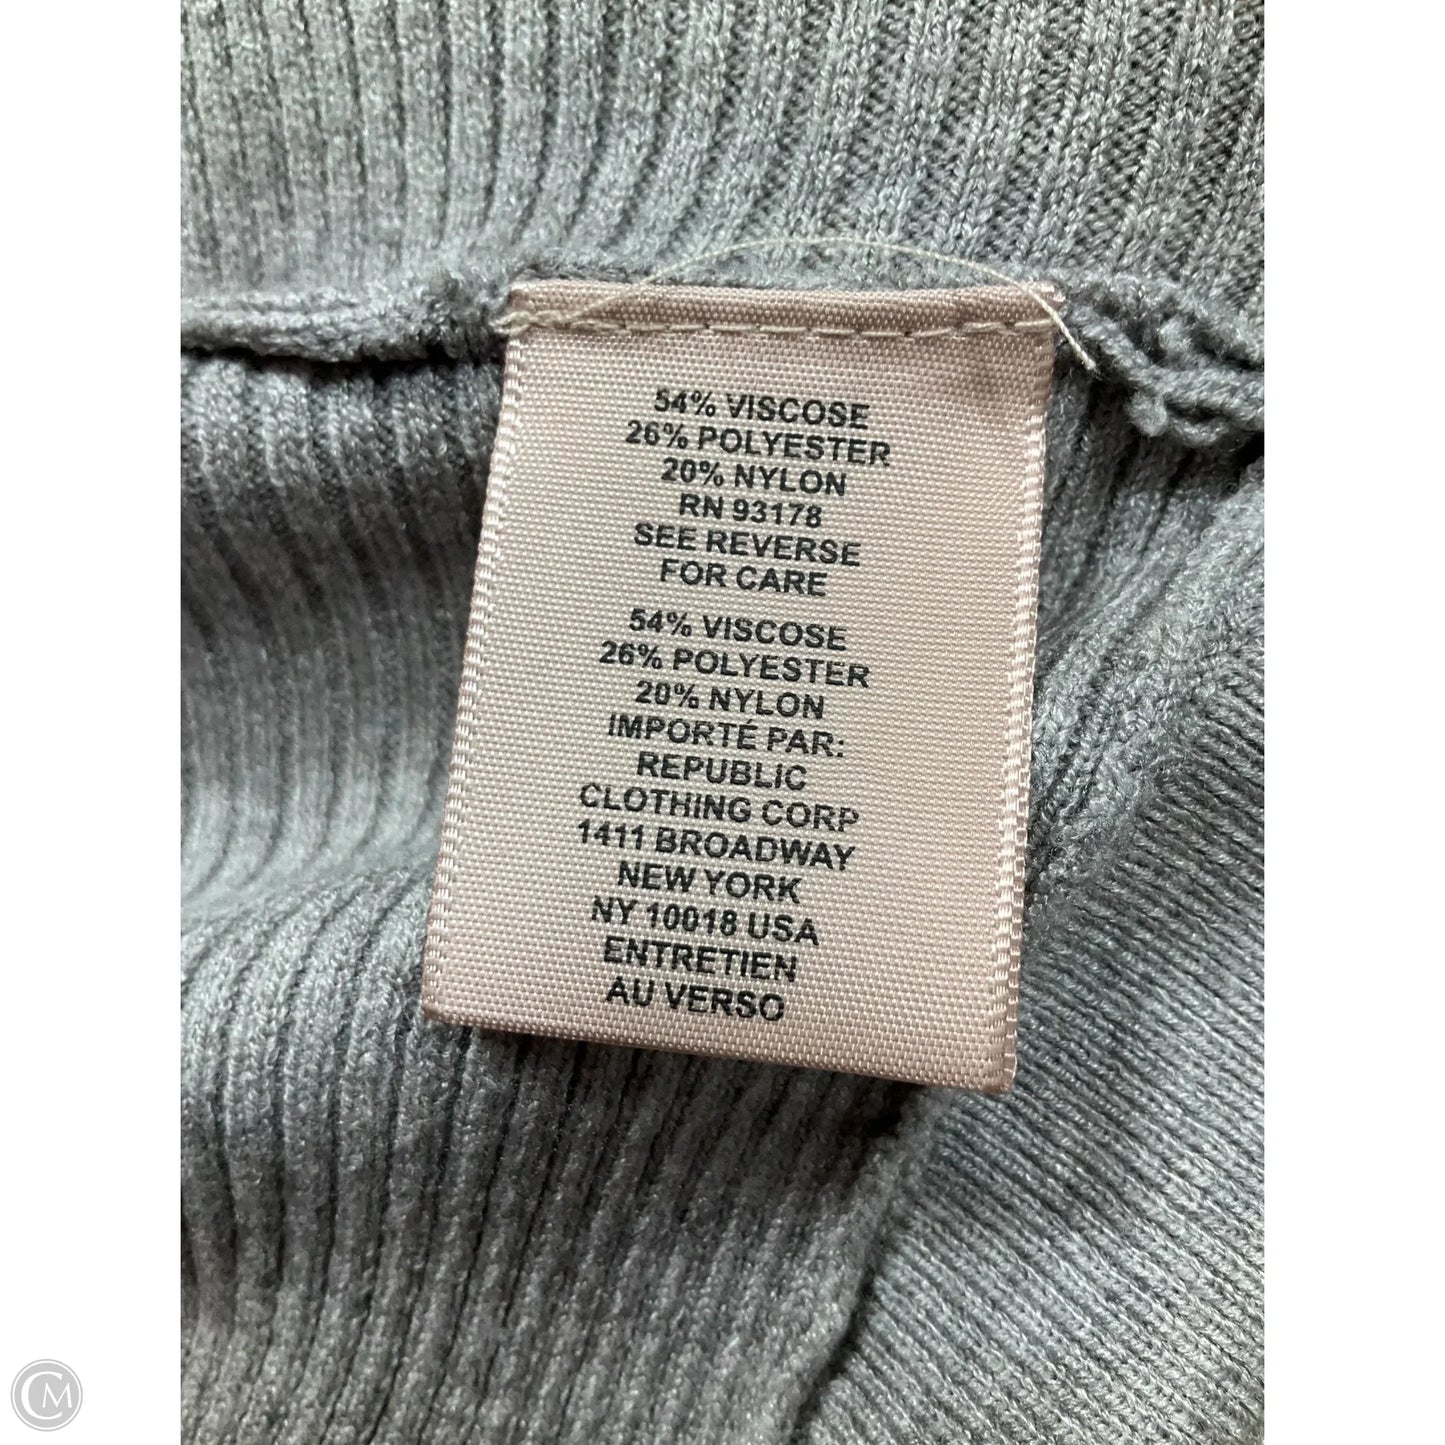 54% VISCOSE
26% POLYESTER
20% NYLON
RN 93178
SEE REVERSE
FOR CARE
54% VISCOSE
26% POLYESTER
20% NYLON
IMPORTÉ PAR:
REPUBLIC
CLOTHING CORP
1411 BROADWAY
NEW YORK
NY 10018 USA
ENTRETIEN
AU VERSO
CM